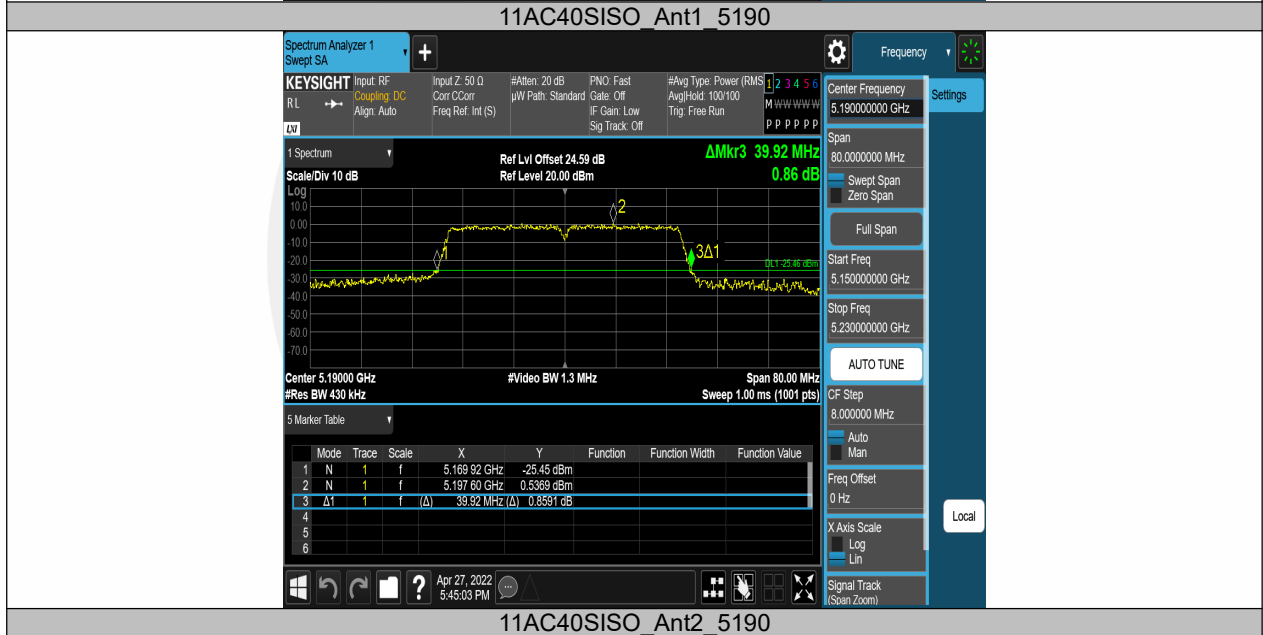 11AC40SISO_Ant1_5190
Spectrum Analyzer 1
Swept SA
Frequency
KEYSIGHT
RL
LXI
Input: RF
Coupling: DC
Align: Auto
Input Z: 50 Ω
Corr CCorr
Freq Ref: Int (S)
#Atten: 20 dB
µW Path: Standard
PNO: Fast
Gate: Off
IF Gain: Low
Sig Track: Off
#Avg Type: Power (RMS
Avg|Hold: 100/100
Trig: Free Run
1 2 3 4 5 6
M W W W W W
P P P P P P
Center Frequency
5.190000000 GHz
Settings
Span
80.0000000 MHz
Swept Span
Zero Span
Full Span
Start Freq
5.150000000 GHz
Stop Freq
5.230000000 GHz
AUTO TUNE
CF Step
8.000000 MHz
Auto
Man
Freq Offset
0 Hz
X Axis Scale
Log
Lin
Signal Track
(Span Zoom)
Local
1 Spectrum
Scale/Div 10 dB
Ref Lvl Offset 24.59 dB
Ref Level 20.00 dBm
ΔMkr3 39.92 MHz
0.86 dB
Log
10.0
0.00
-10.0
-20.0
-30.0
-40.0
-50.0
-60.0
-70.0
2
3Δ1
DL1 -25.46 dBm
Center 5.19000 GHz
#Video BW 1.3 MHz
Span 80.00 MHz
#Res BW 430 kHz
Sweep 1.00 ms (1001 pts)
5 Marker Table
Mode Trace Scale X Y Function Function Width Function Value
1 N 1 f 5.169 92 GHz -25.45 dBm
2 N 1 f 5.197 60 GHz 0.5369 dBm
3 Δ1 1 f (Δ) 39.92 MHz (Δ) 0.8591 dB
4
5
6
?
Apr 27, 2022
5:45:03 PM
11AC40SISO_Ant2_5190